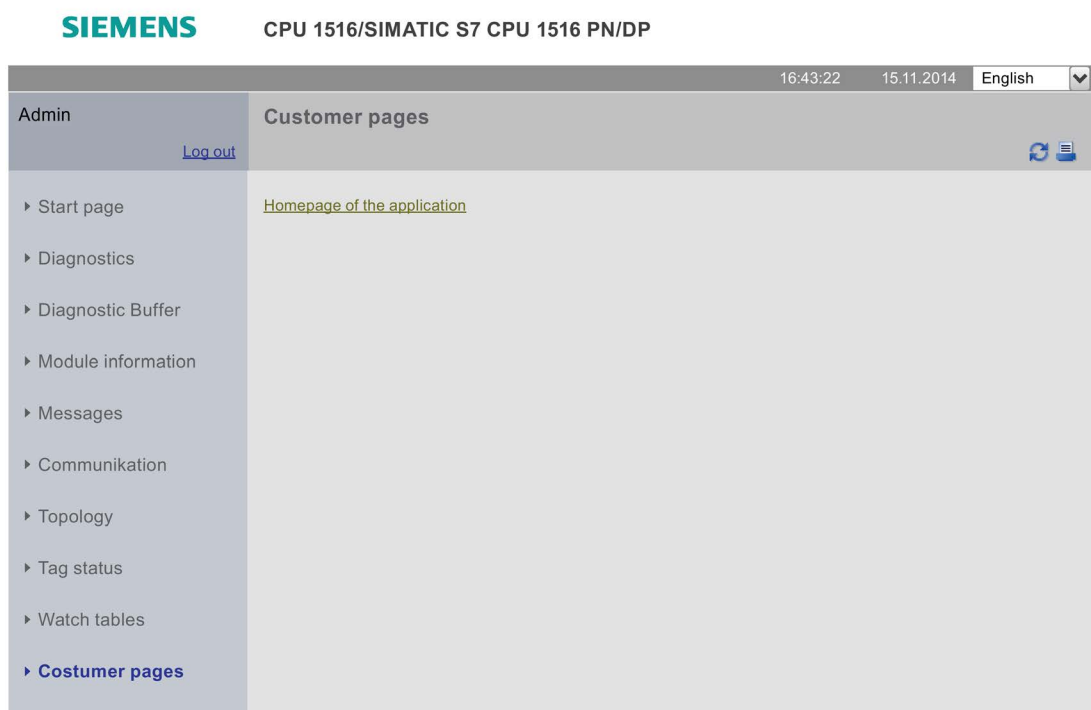 SIEMENS CPU 1516/SIMATIC S7 CPU 1516 PN/DP
16:43:22 15.11.2014 English
Admin
Customer pages
Log out
Start page
Homepage of the application
Diagnostics
Diagnostic Buffer
Module information
Messages
Communikation
Topology
Tag status
Watch tables
Costumer pages